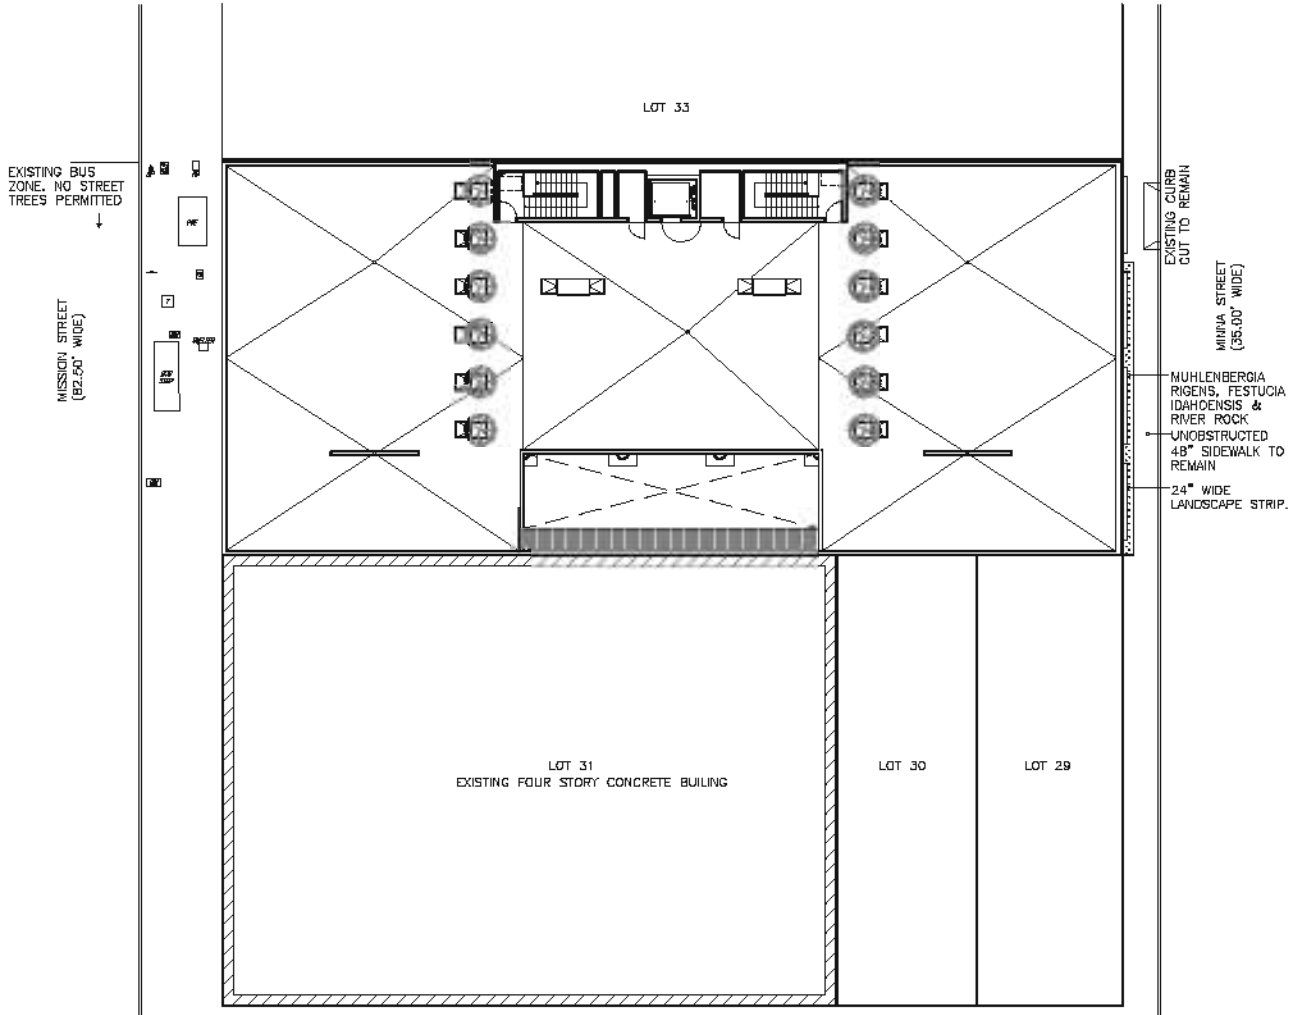 LOT 33
EXISTING BUS
ZONE. NO STREET
TREES PERMITTED
MISSION STREET
(82.50' WIDE)
EXISTING CURB
CUT TO REMAIN
MINNA STREET
(35.00' WIDE)
MUHLENBERGIA
RIGENS, FESTUCIA
IDAHOENSIS &
RIVER ROCK
UNOBSTRUCTED
48" SIDEWALK TO
REMAIN
24" WIDE
LANDSCAPE STRIP.
LOT 31
EXISTING FOUR STORY CONCRETE BUILING
LOT 30
LOT 29